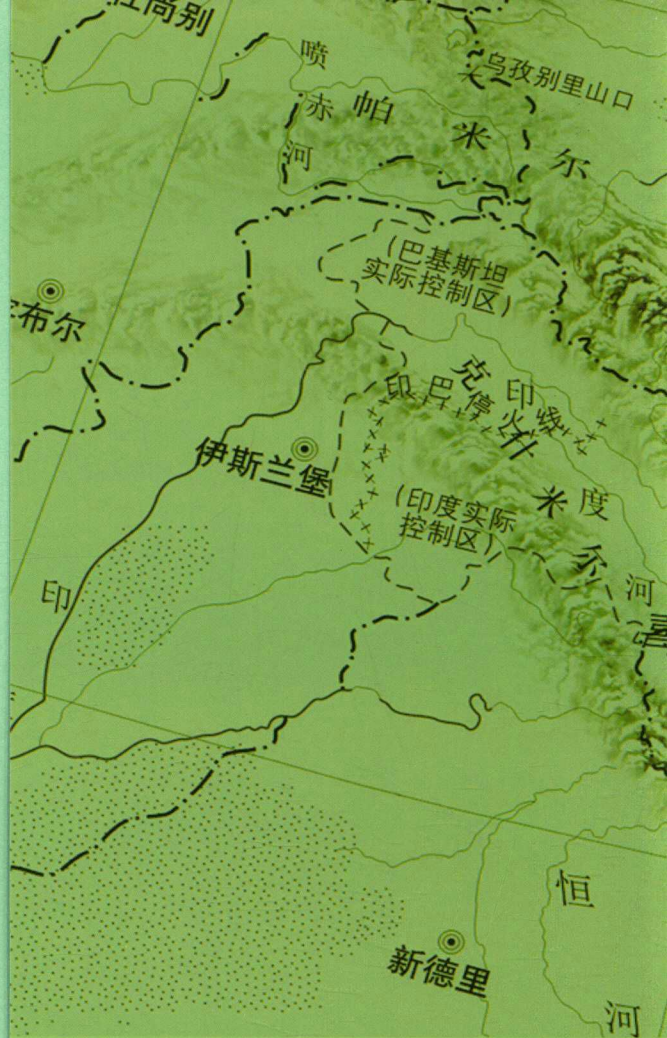 杜尚别
乌孜别里山口
喷赤河
帕米尔
(巴基斯坦
实际控制区)
布尔
克什米尔
印巴停火线
伊斯兰堡
(印度实际
控制区)
印度河
喜
恒河
新德里